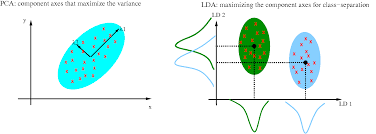 PCA: component axes that maximize the variance
LDA: maximizing the component axes for class-separation
y
x
LD 2
LD 1